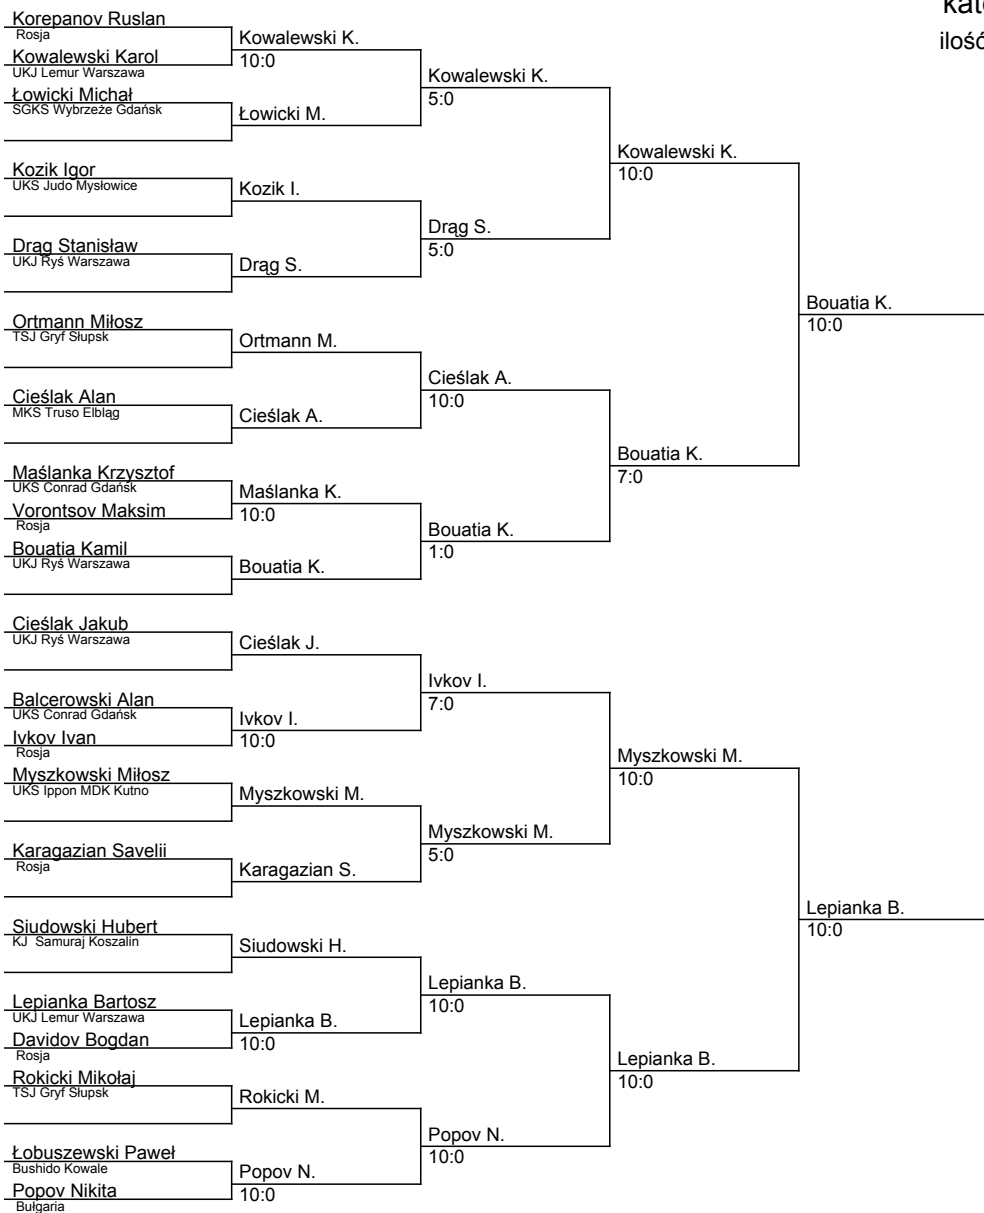 kate
ilość
Korepanov Ruslan
Rosja
Kowalewski Karol
UKJ Lemur Warszawa
Łowicki Michał
SGKS Wybrzeże Gdańsk
Kozik Igor
UKS Judo Mysłowice
Drąg Stanisław
UKJ Ryś Warszawa
Ortmann Miłosz
TSJ Gryf Słupsk
Cieślak Alan
MKS Truso Elbląg
Maślanka Krzysztof
UKS Conrad Gdańsk
Vorontsov Maksim
Rosja
Bouatia Kamil
UKJ Ryś Warszawa
Cieślak Jakub
UKJ Ryś Warszawa
Balcerowski Alan
UKS Conrad Gdańsk
Ivkov Ivan
Rosja
Myszkowski Miłosz
UKS Ippon MDK Kutno
Karagazian Savelii
Rosja
Siudowski Hubert
KJ Samuraj Koszalin
Lepianka Bartosz
UKJ Lemur Warszawa
Davidov Bogdan
Rosja
Rokicki Mikołaj
TSJ Gryf Słupsk
Łobuszewski Paweł
Bushido Kowale
Popov Nikita
Bułgaria
Kowalewski K.
10:0
Łowicki M.
Kozik I.
Drąg S.
Ortmann M.
Cieślak A.
Maślanka K.
10:0
Bouatia K.
Cieślak J.
Ivkov I.
10:0
Myszkowski M.
Karagazian S.
Siudowski H.
Lepianka B.
10:0
Rokicki M.
Popov N.
10:0
Kowalewski K.
5:0
Drąg S.
5:0
Cieślak A.
10:0
Bouatia K.
1:0
Ivkov I.
7:0
Myszkowski M.
5:0
Lepianka B.
10:0
Popov N.
10:0
Kowalewski K.
10:0
Bouatia K.
7:0
Myszkowski M.
10:0
Lepianka B.
10:0
Bouatia K.
10:0
Lepianka B.
10:0